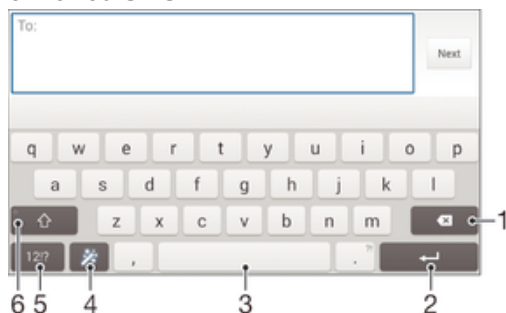 To:
Next
q w e r t y u i o p
a s d f g h j k l
z x c v b n m 1
12!? , . ?!
6 5 4 3 2